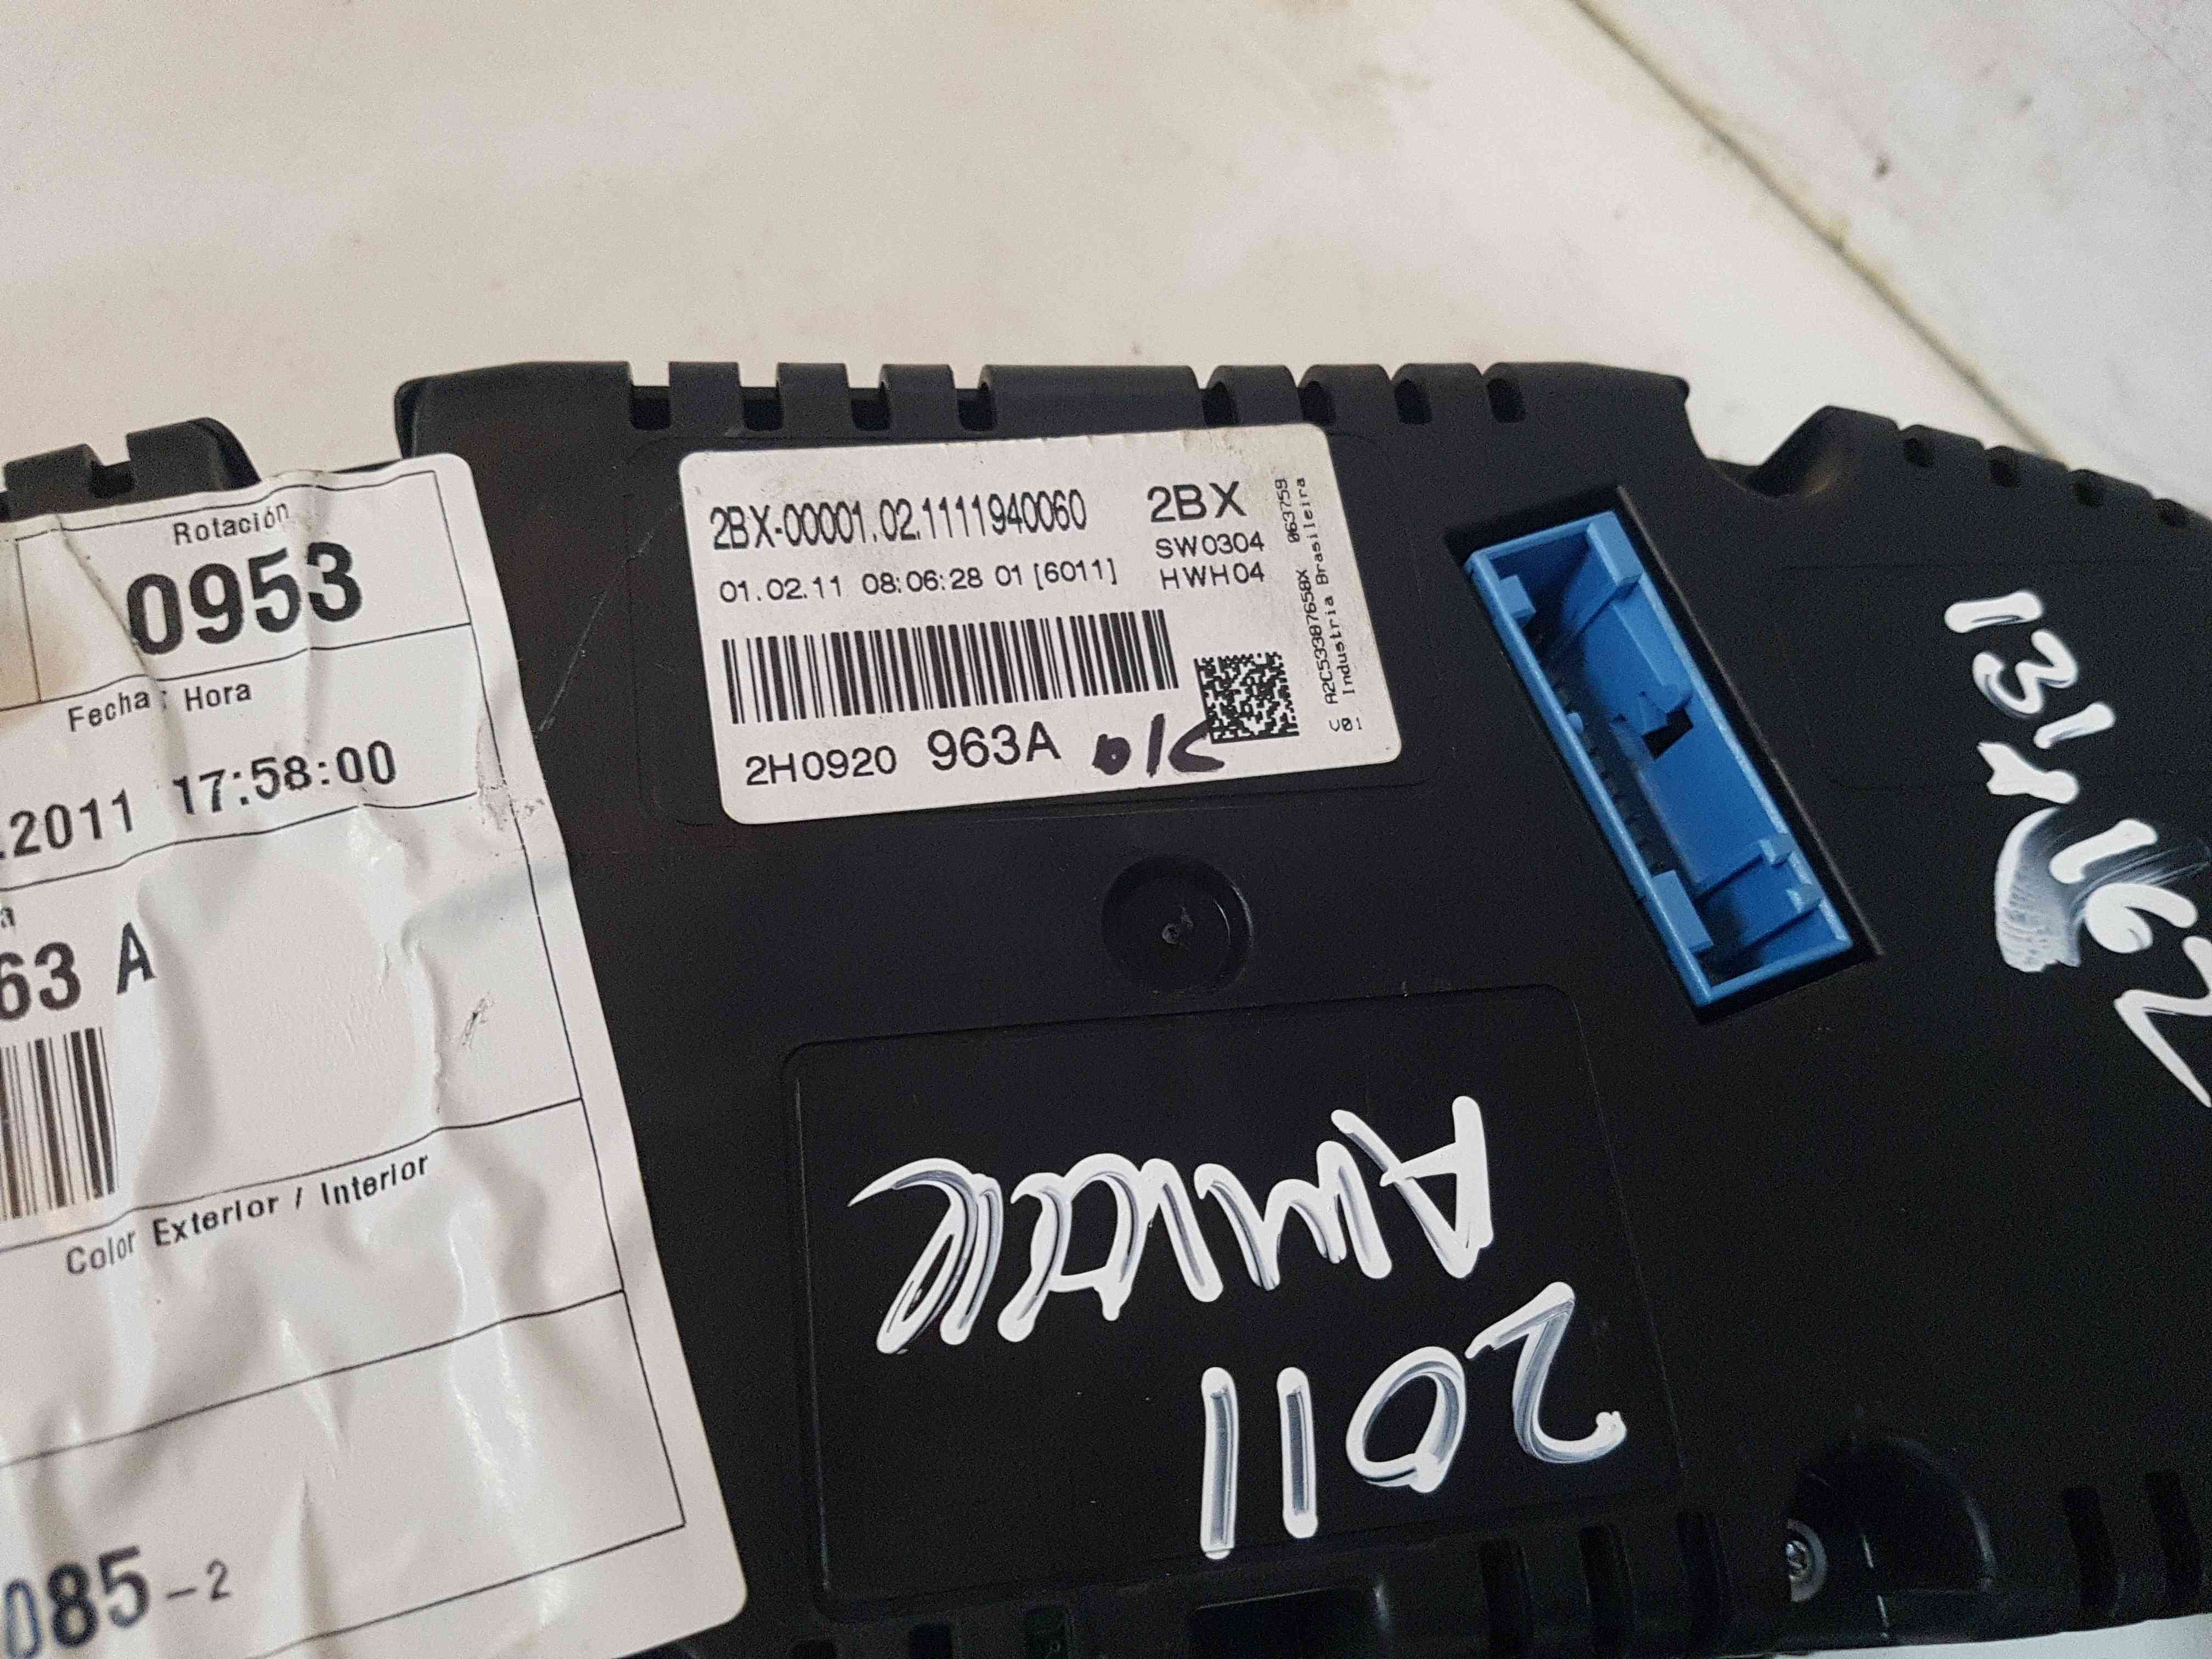 Rotación
0953
Fecha: Hora
.2011 17:58:00
63 A
Color Exterior / Interior
085-2
2BX-00001.02.1111940060
2BX
01.02.11 08:06:28 01 [6011]
SW0304
HWH04
2H0920 963A
A2C53307658X 063759
V01 Industria Brasileira
2011